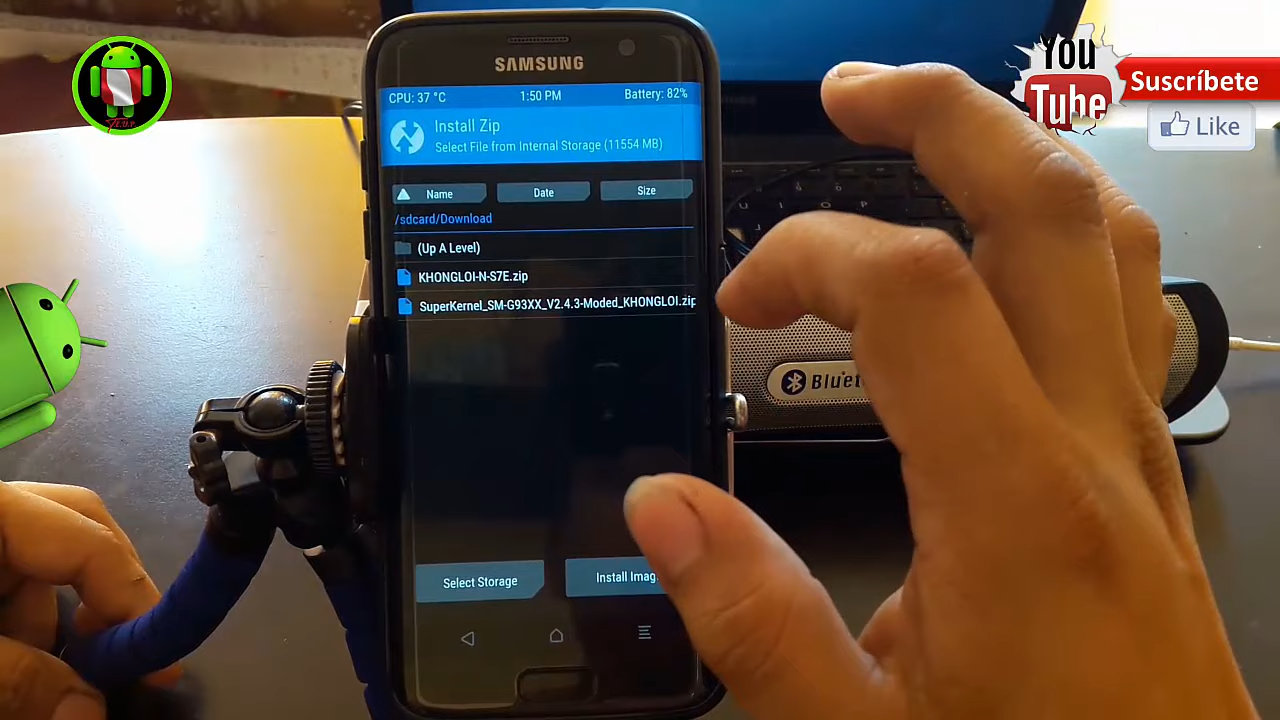 SAMSUNG
CPU: 37 °C
1:50 PM
Battery: 82%
Install Zip
Select File from Internal Storage (11554 MB)
Name
Date
Size
/sdcard/Download
(Up A Level)
KHONGLOI-N-S7E.zip
SuperKernel_SM-G93XX_V2.4.3-Moded_KHONGLOI.zip
Select Storage
Install Imag
You
Tube
Suscríbete
Like
Bluet